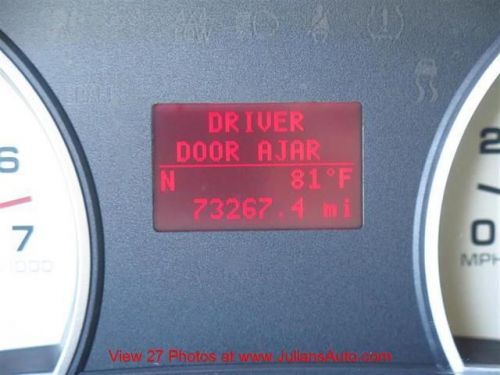 DRIVER
DOOR AJAR
N 81°F
73267.4 mi
6
7
2
0
MPH
View 27 Photos at www.JuliansAuto.com